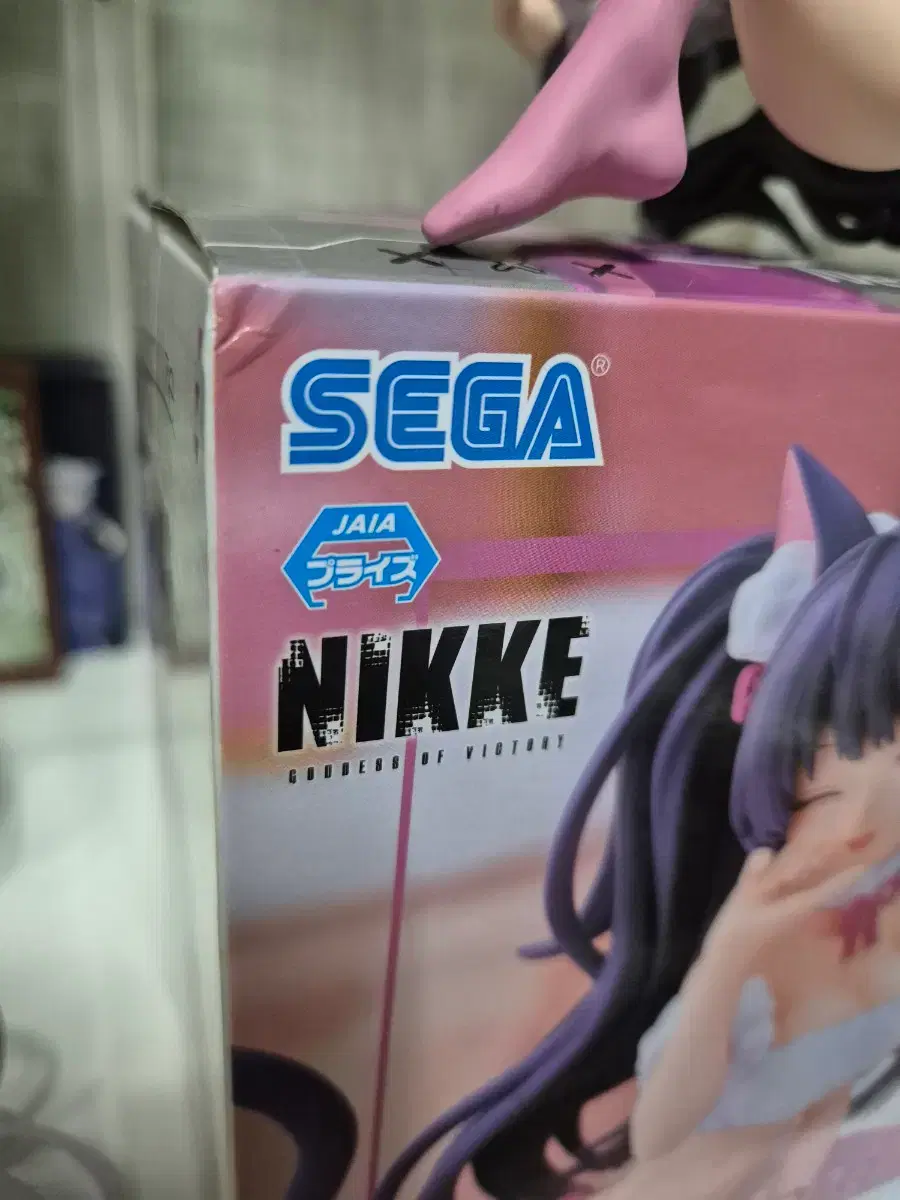 SEGA®
JAIA
プライズ
NIKKE
GODDESS OF VICTORY